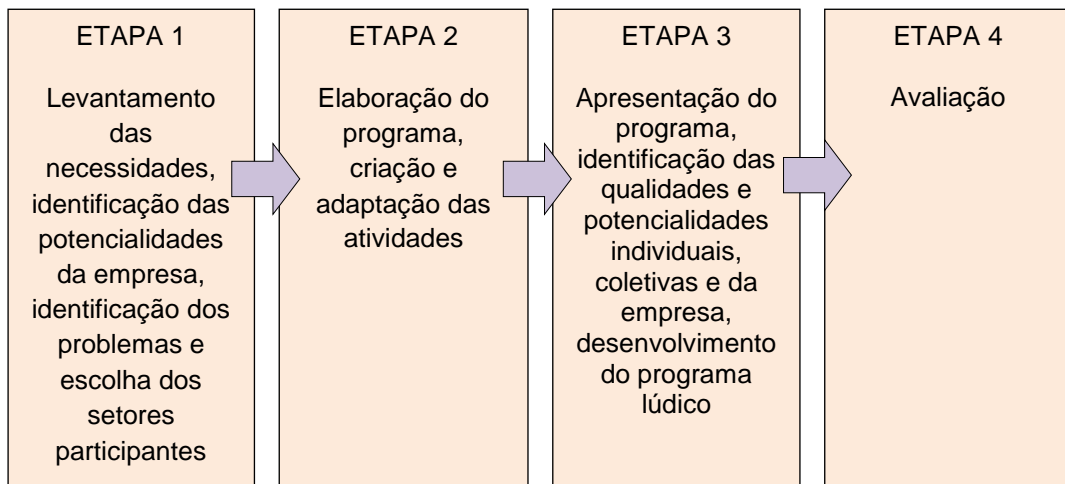 ETAPA 1
Levantamento
das
necessidades,
identificação das
potencialidades
da empresa,
identificação dos
problemas e
escolha dos
setores
participantes
ETAPA 2
Elaboração do
programa,
criação e
adaptação das
atividades
ETAPA 3
Apresentação do
programa,
identificação das
qualidades e
potencialidades
individuais,
coletivas e da
empresa,
desenvolvimento
do programa
lúdico
ETAPA 4
Avaliação